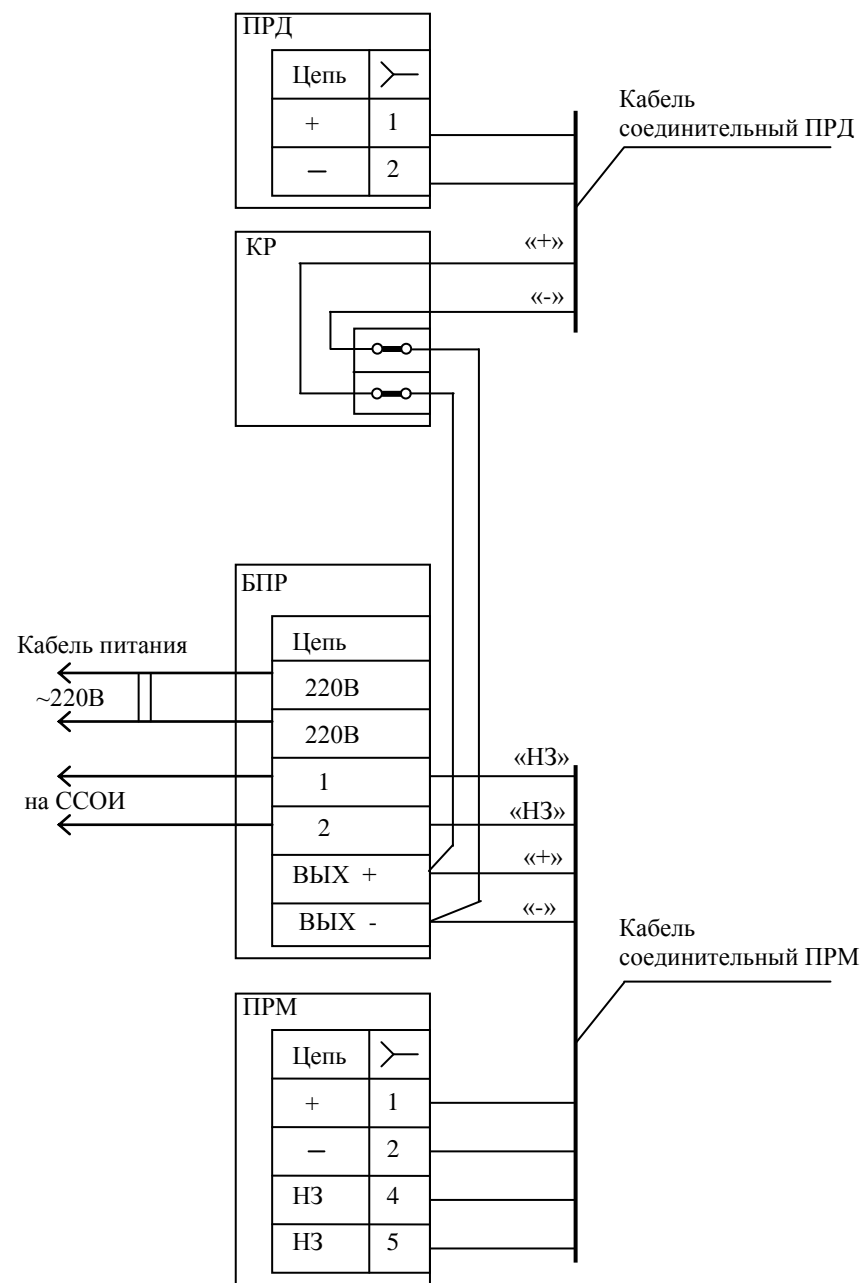 ПРД
Цепь
+ 1
— 2
Кабель
соединительный ПРД
КР
«+»
«-»
БПР
Цепь
Кабель питания
~220В
220В
220В
1
на ССОИ
2
ВЫХ +
ВЫХ -
«НЗ»
«НЗ»
«+»
«-»
Кабель
соединительный ПРМ
ПРМ
Цепь
+ 1
— 2
НЗ 4
НЗ 5